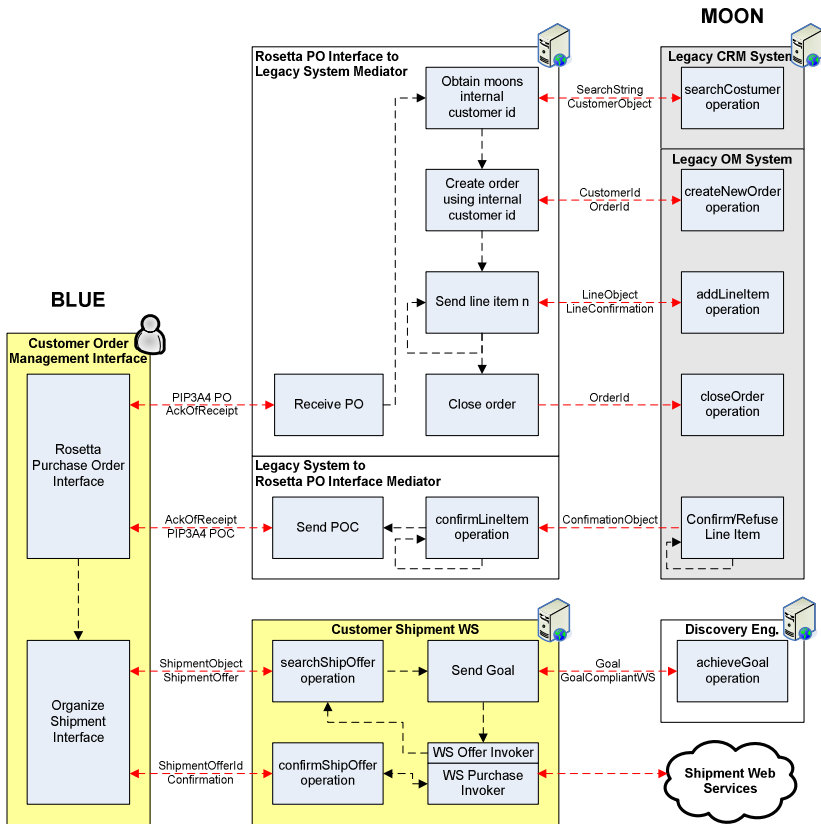 MOON
Rosetta PO Interface to
Legacy System Mediator
Legacy CRM System
Obtain moons
internal
customer id
SearchString
CustomerObject
searchCostumer
operation
Legacy OM System
Create order
using internal
customer id
CustomerId
OrderId
createNewOrder
operation
BLUE
Send line item n
LineObject
LineConfirmation
addLineItem
operation
Customer Order
Management Interface
Rosetta
Purchase Order
Interface
PIP3A4 PO
AckOfReceipt
Receive PO
Close order
OrderId
closeOrder
operation
Legacy System to
Rosetta PO Interface Mediator
AckOfReceipt
PIP3A4 POC
Send POC
confirmLineItem
operation
ConfimationObject
Confirm/Refuse
Line Item
Customer Shipment WS
Discovery Eng.
Organize
Shipment
Interface
ShipmentObject
ShipmentOffer
searchShipOffer
operation
Send Goal
Goal
GoalCompliantWS
achieveGoal
operation
ShipmentOfferId
Confirmation
confirmShipOffer
operation
WS Offer Invoker
WS Purchase
Invoker
Shipment Web
Services